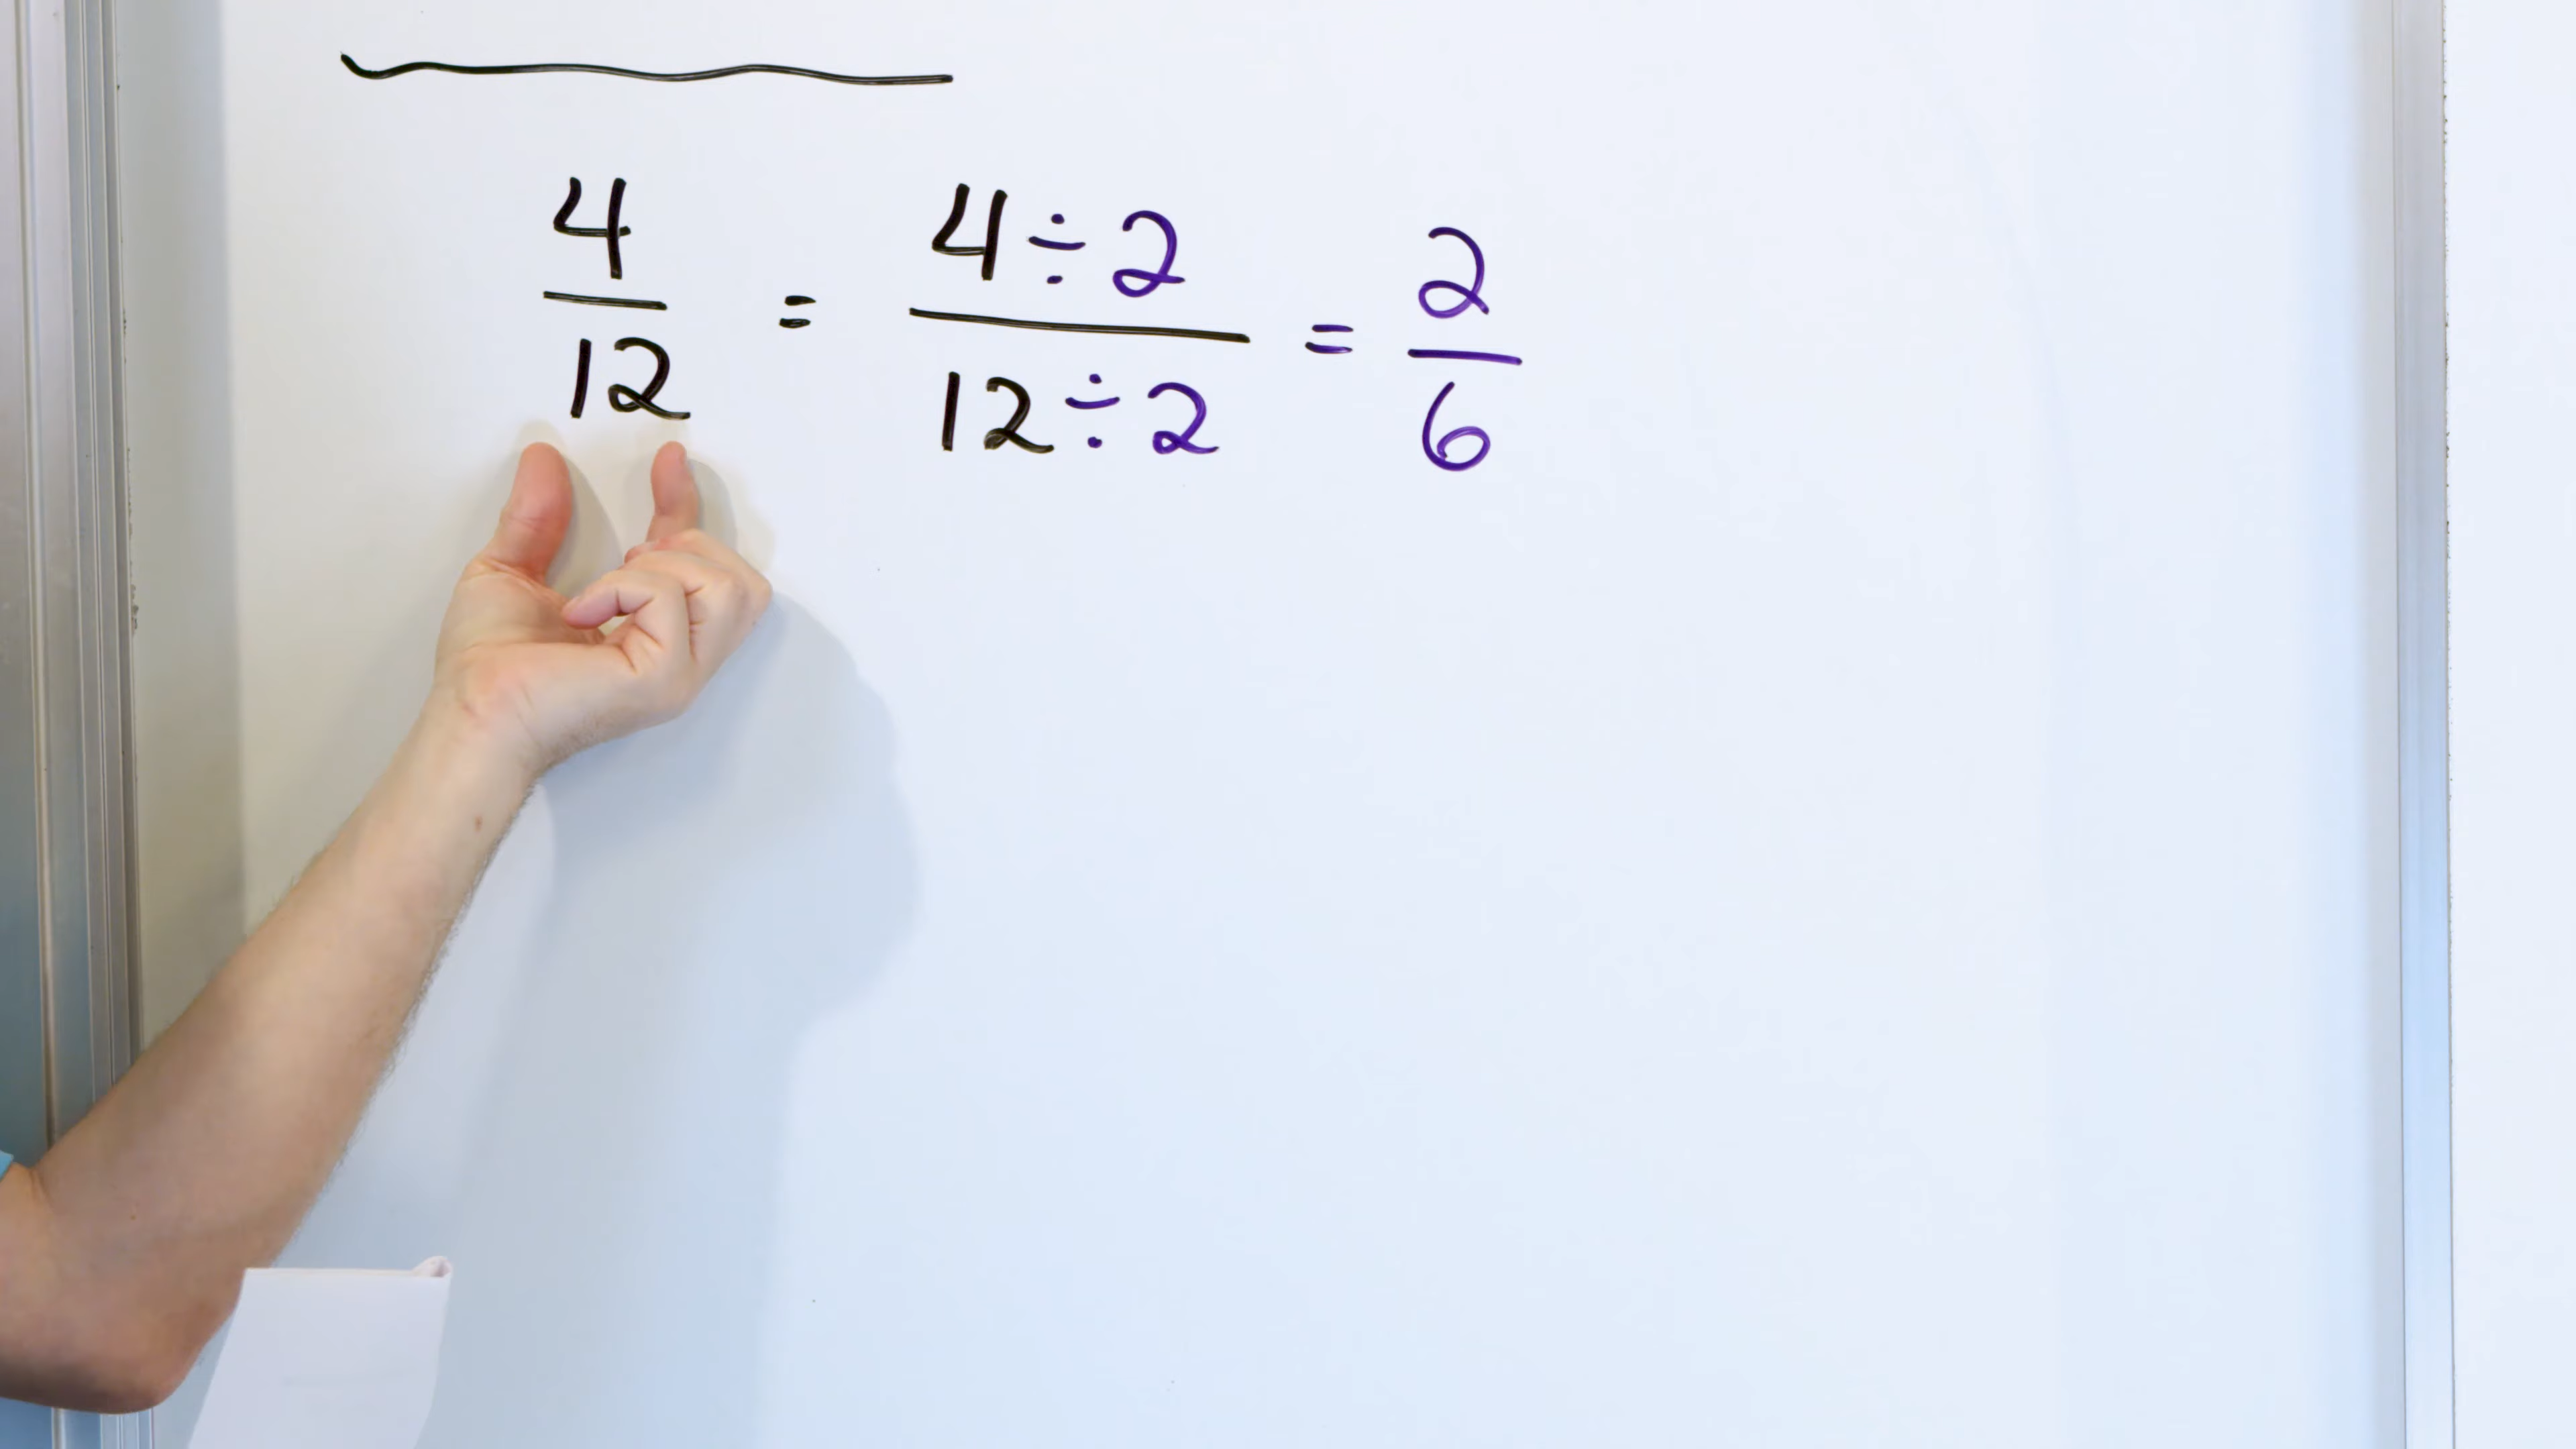 4/12 = 4÷2/12÷2 = 2/6